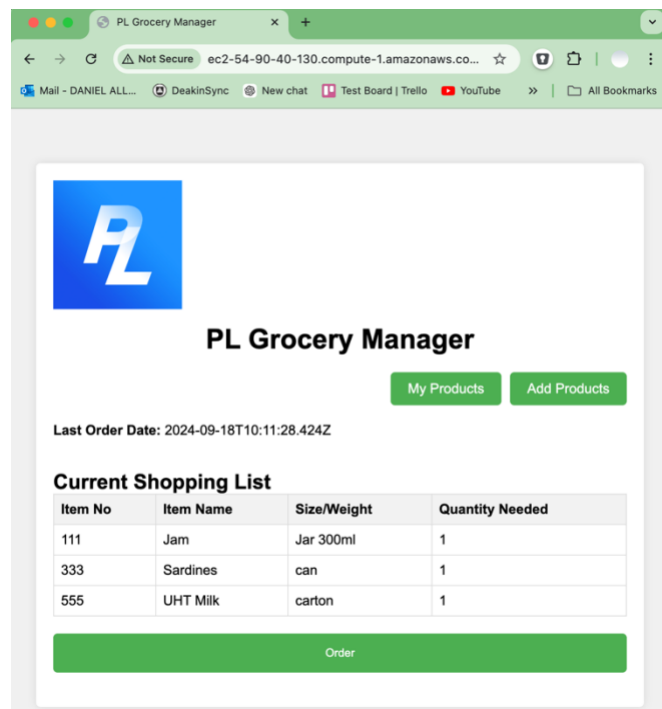 PL Grocery Manager
Not Secure ec2-54-90-40-130.compute-1.amazonaws.co...
Mail - DANIEL ALL... DeakinSync New chat Test Board | Trello YouTube » All Bookmarks
PL
PL Grocery Manager
My Products Add Products
Last Order Date: 2024-09-18T10:11:28.424Z
Current Shopping List
Item No Item Name Size/Weight Quantity Needed
111 Jam Jar 300ml 1
333 Sardines can 1
555 UHT Milk carton 1
Order